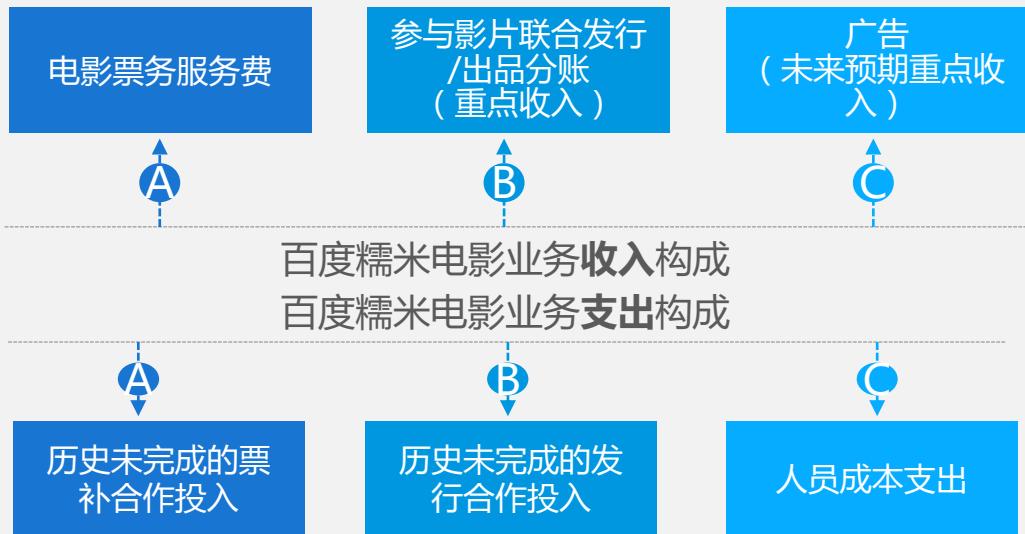 电影票务服务费
参与影片联合发行
/出品分账
（重点收入）
广告
（未来预期重点收
入）
A
B
C
百度糯米电影业务收入构成
百度糯米电影业务支出构成
A
B
C
历史未完成的票
补合作投入
历史未完成的发
行合作投入
人员成本支出